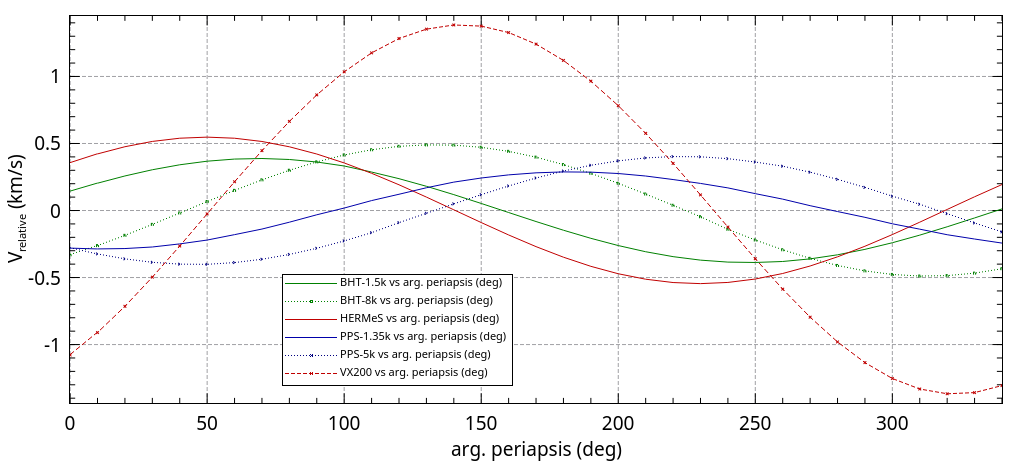 1
0.5
0
-0.5
-1
V relative (km/s)
BHT-1.5k vs arg. periapsis (deg)
BHT-8k vs arg. periapsis (deg)
HERMeS vs arg. periapsis (deg)
PPS-1.35k vs arg. periapsis (deg)
PPS-5k vs arg. periapsis (deg)
VX200 vs arg. periapsis (deg)
0 50 100 150 200 250 300
arg. periapsis (deg)